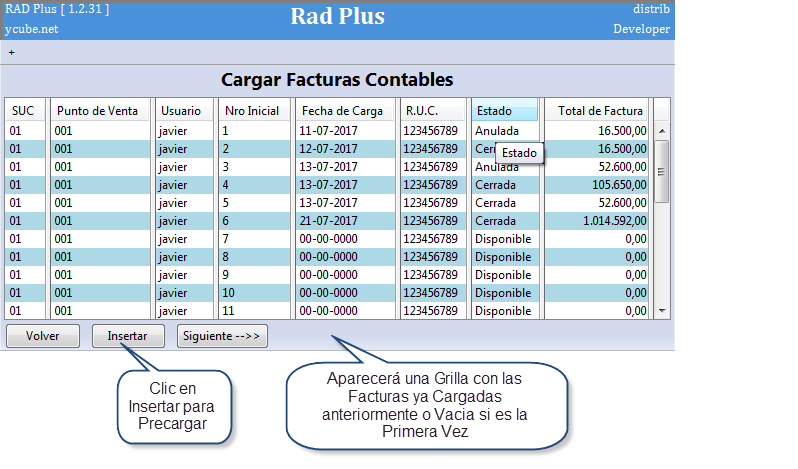 RAD Plus [ 1.2.31 ] Rad Plus distrib
ycube.net Developer
+
Cargar Facturas Contables
SUC Punto de Venta Usuario Nro Inicial Fecha de Carga R.U.C. Estado Total de Factura
01 001 javier 1 11-07-2017 123456789 Anulada 16.500,00
01 001 javier 2 12-07-2017 123456789 16.500,00
Estado
01 001 javier 3 13-07-2017 123456789 Anulada 52.600,00
01 001 javier 4 13-07-2017 123456789 Cerrada 105.650,00
01 001 javier 5 13-07-2017 123456789 Cerrada 52.600,00
01 001 javier 6 21-07-2017 123456789 Cerrada 1.014.592,00
01 001 javier 7 00-00-0000 123456789 Disponible 0,00
01 001 javier 8 00-00-0000 123456789 Disponible 0,00
01 001 javier 9 00-00-0000 123456789 Disponible 0,00
01 001 javier 10 00-00-0000 123456789 Disponible 0,00
01 001 javier 11 00-00-0000 123456789 Disponible 0,00
Volver Insertar Siguiente -->>
Clic en
Insertar para
Precargar
Aparecerá una Grilla con las
Facturas ya Cargadas
anteriormente o Vacia si es la
Primera Vez